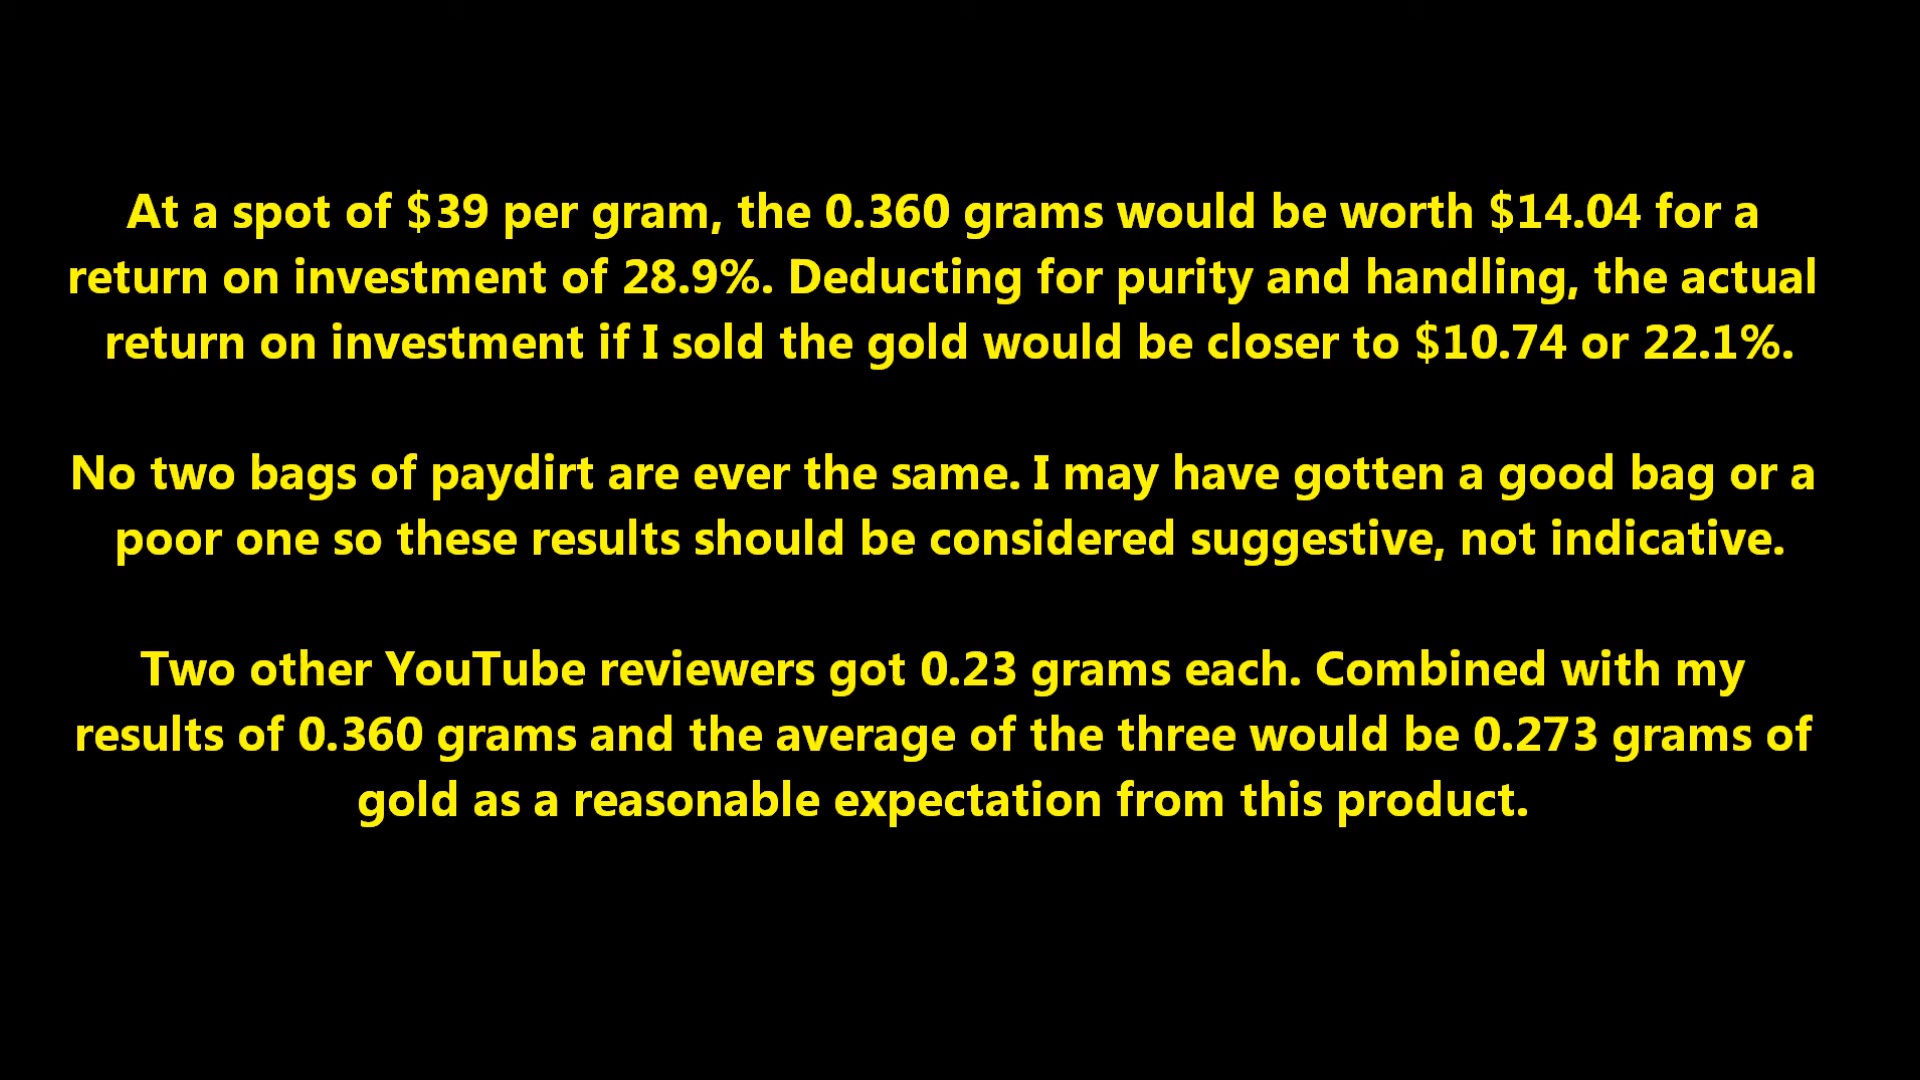 At a spot of $39 per gram, the 0.360 grams would be worth $14.04 for a
return on investment of 28.9%. Deducting for purity and handling, the actual
return on investment if I sold the gold would be closer to $10.74 or 22.1%.
No two bags of paydirt are ever the same. I may have gotten a good bag or a
poor one so these results should be considered suggestive, not indicative.
Two other YouTube reviewers got 0.23 grams each. Combined with my
results of 0.360 grams and the average of the three would be 0.273 grams of
gold as a reasonable expectation from this product.